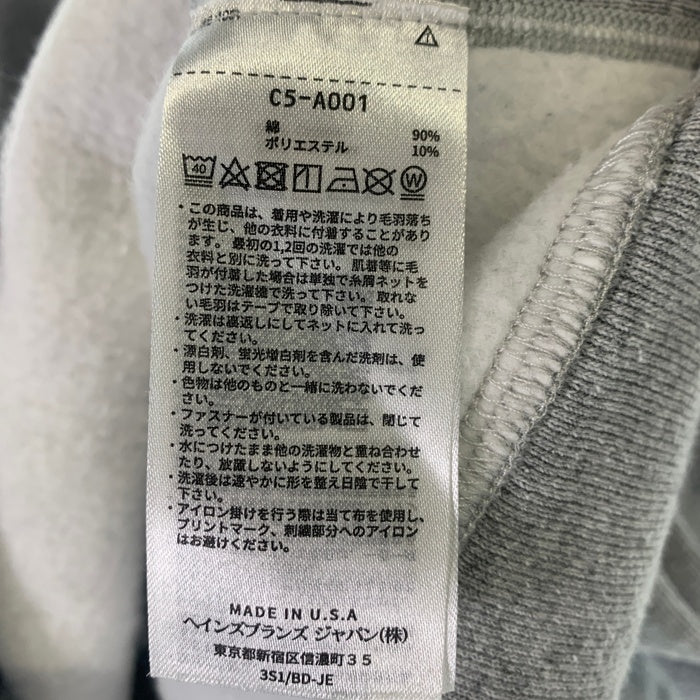 C5-A001
綿 90%
ポリエステル 10%
40
W
・この商品は、着用や洗濯により毛羽落ち
が生じ、他の衣料に付着することがあり
ます。最初の1,2回の洗濯では他の
衣料と別に洗って下さい。肌着等に毛
羽が付着した場合は単独で糸屑ネットを
つけた洗濯機で洗って下さい。取れな
い毛羽はテープで取り除いて下さい。
・洗濯は裏返しにしてネットに入れて洗っ
てください。
・漂白剤、蛍光増白剤を含んだ洗剤は、使
用しないでください。
・色物は他のものと一緒に洗わないでくだ
さい。
・ファスナーが付いている製品は、閉じて
洗ってください。
・水につけたまま他の洗濯物と重ね合わせ
たり、放置しないようにしてください。
・洗濯後は速やかに形を整え日陰で干して
下さい。
・アイロン掛けを行う際は当て布を使用し、
プリントマーク、刺繍部分へのアイロン
はお避けください。
MADE IN U.S.A
ヘインズブランズ ジャパン(株)
東京都新宿区信濃町35
3S1/BD-JE